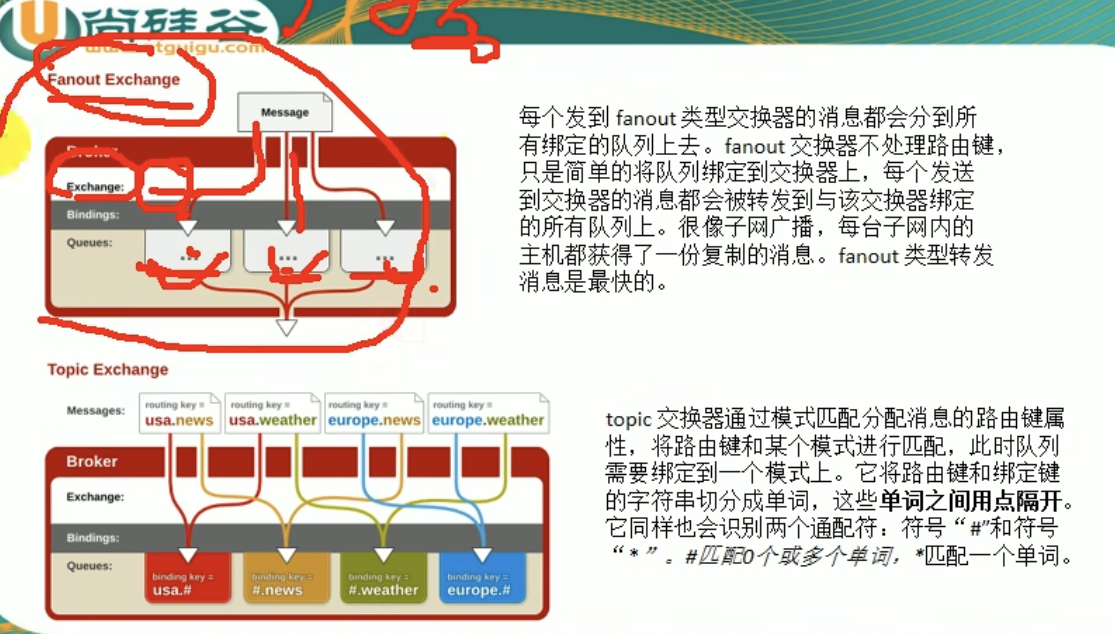 尚硅谷
Fanout Exchange
Message
Exchange:
Bindings:
Queues:
...
...
...
每个发到 fanout 类型交换器的消息都会分到所
有绑定的队列上去。fanout 交换器不处理路由键，
只是简单的将队列绑定到交换器上，每个发送
到交换器的消息都会被转发到与该交换器绑定
的所有队列上。很像子网广播，每台子网内的
主机都获得了一份复制的消息。fanout 类型转发
消息是最快的。
Topic Exchange
Messages:
routing key =
usa.news
routing key =
usa.weather
routing key =
europe.news
routing key =
europe.weather
Broker
Exchange:
Bindings:
Queues:
binding key =
usa.#
binding key =
#.news
binding key =
#.weather
binding key =
europe.#
topic 交换器通过模式匹配分配消息的路由键属
性，将路由键和某个模式进行匹配，此时队列
需要绑定到一个模式上。它将路由键和绑定键
的字符串切分成单词，这些单词之间用点隔开。
它同样也会识别两个通配符：符号“#”和符号
“*”。#匹配0个或多个单词，*匹配一个单词。